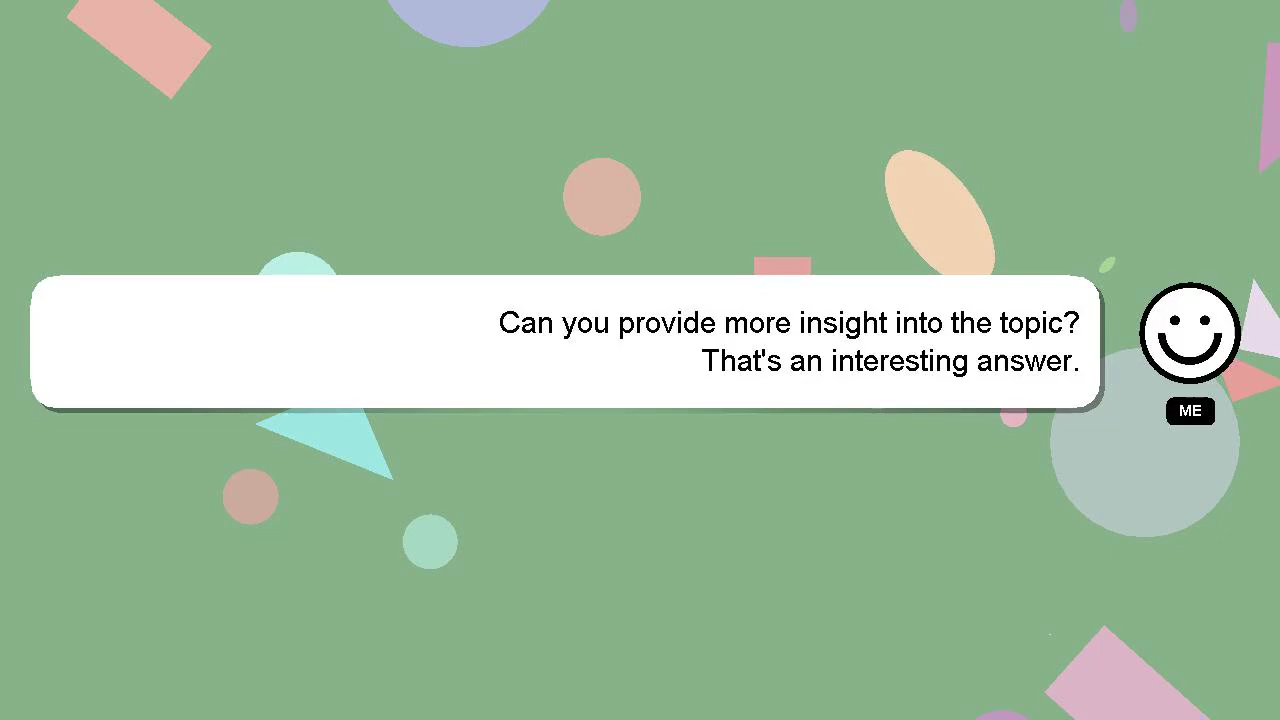 Can you provide more insight into the topic?
That's an interesting answer.
ME